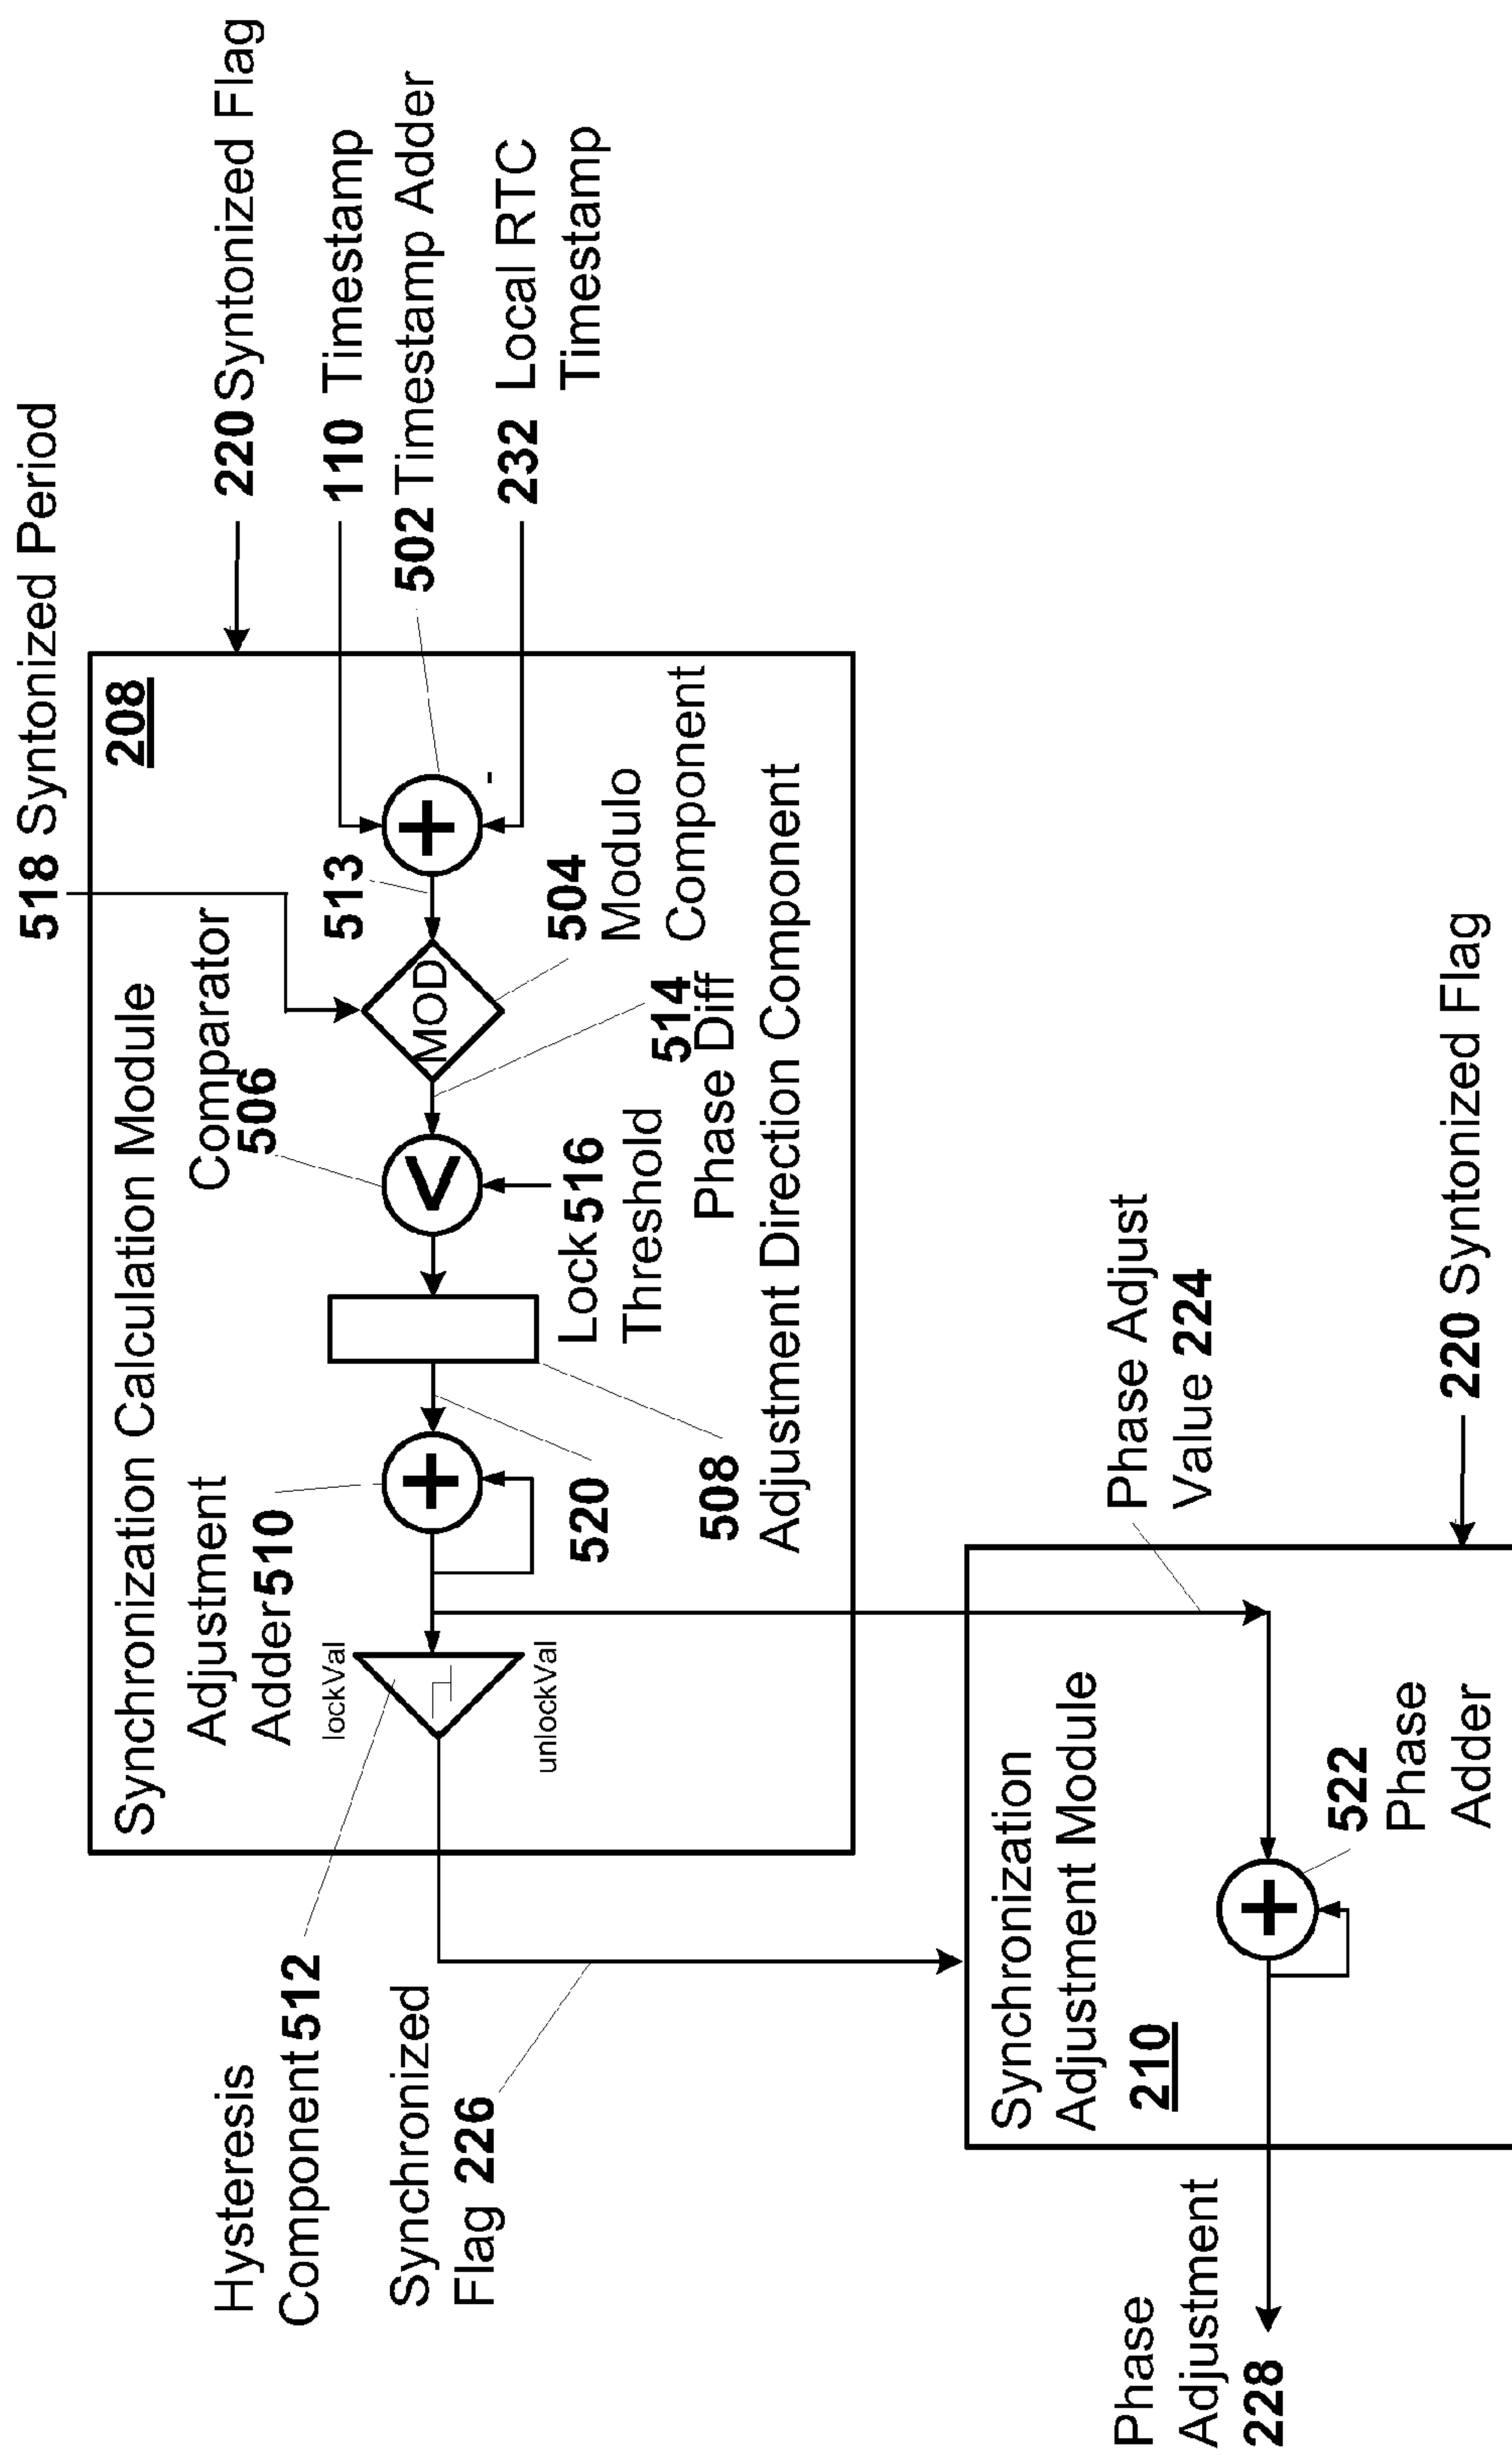 518 Syntonized Period
220 Syntonized Flag
110 Timestamp
502 Timestamp Adder
232 Local RTC
Timestamp
208
Synchronization Calculation Module
Comparator
506
513
MOD
504
Modulo
Component
-
+
<
514
Phase Diff
Lock 516
Threshold
508
Adjustment Direction Component
520
+
Adjustment
Adder 510
lockVal
unlockVal
Hysteresis
Component 512
Synchronized
Flag 226
Phase Adjust
Value 224
220 Syntonized Flag
Synchronization
Adjustment Module
210
+
522
Phase
Adder
Phase
Adjustment
228